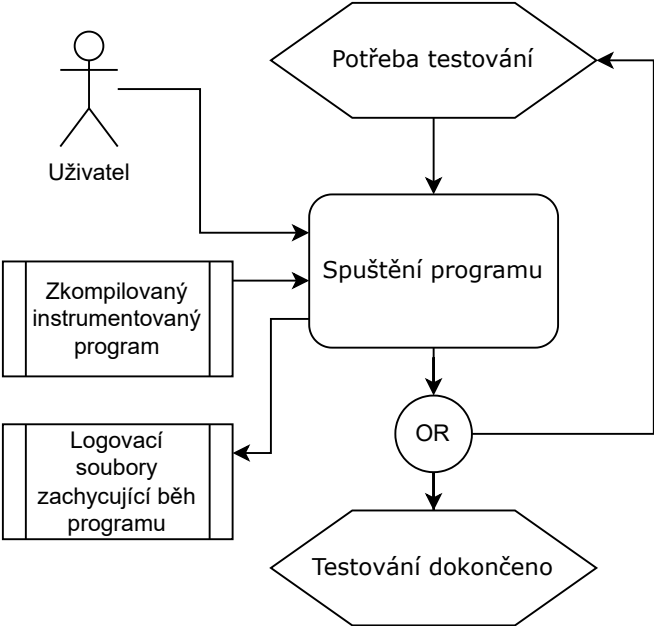 Potřeba testování
Uživatel
Spuštění programu
Zkompilovaný
instrumentovaný
program
OR
Logovací
soubory
zachycující běh
programu
Testování dokončeno